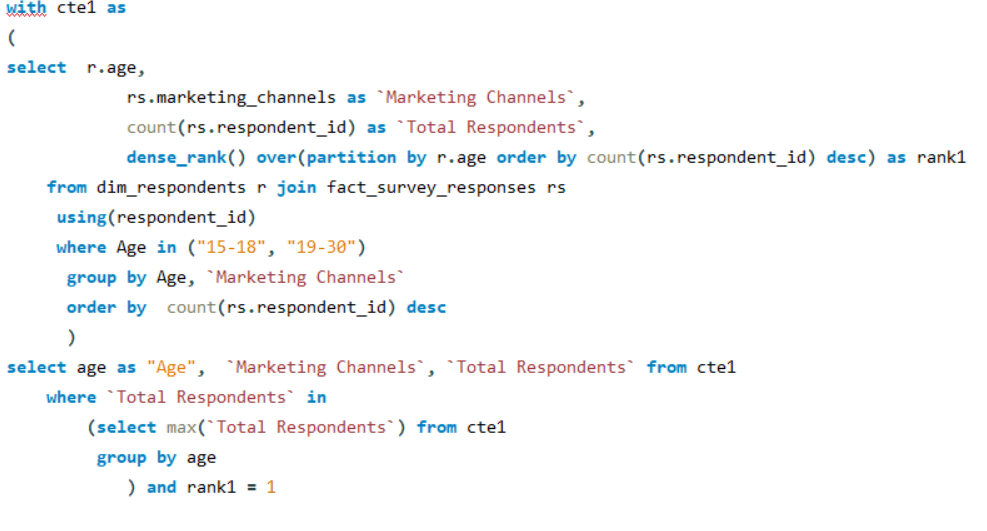 with cte1 as
(
select  r.age,
            rs.marketing_channels as `Marketing Channels`,
            count(rs.respondent_id) as `Total Respondents`,
            dense_rank() over(partition by r.age order by count(rs.respondent_id) desc) as rank1
    from dim_respondents r join fact_survey_responses rs
     using(respondent_id)
     where Age in ("15-18", "19-30")
      group by Age, `Marketing Channels`
      order by  count(rs.respondent_id) desc
      )
select age as "Age",  `Marketing Channels`, `Total Respondents` from cte1
    where `Total Respondents` in
        (select max(`Total Respondents`) from cte1
         group by age
            ) and rank1 = 1